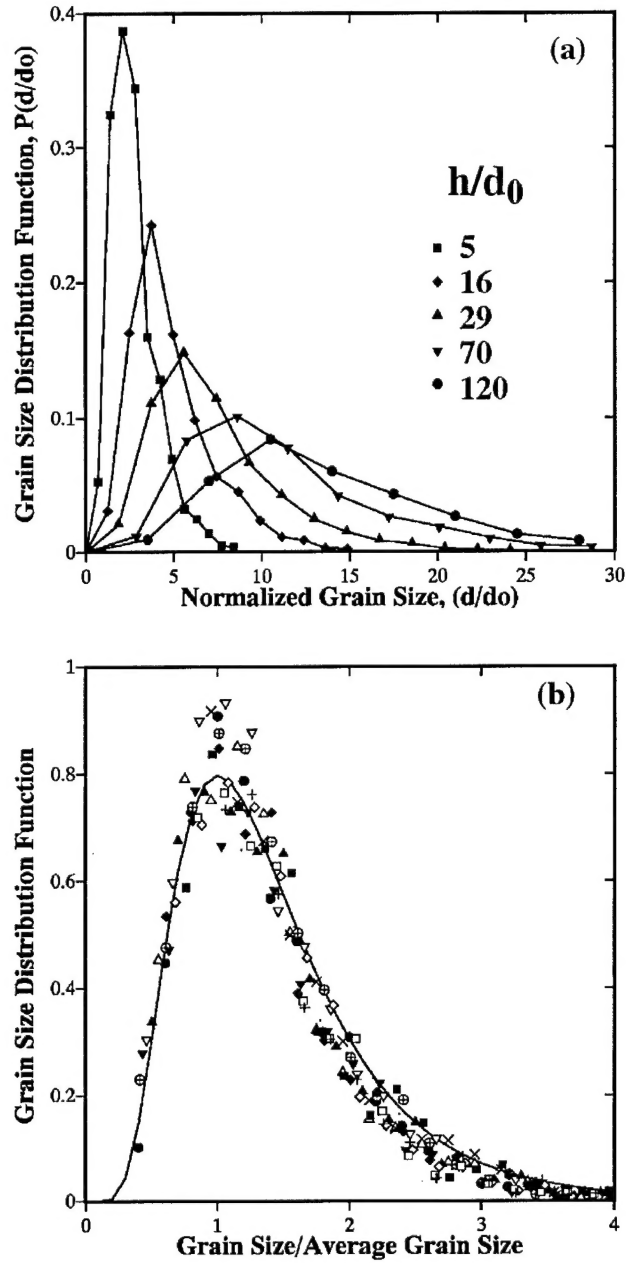 (a)
Grain Size Distribution Function, P(d/do)
0.4
0.3
0.2
0.1
0
h/d0
5
16
29
70
120
0 5 10 15 20 25 30
Normalized Grain Size, (d/do)
(b)
Grain Size Distribution Function
1
0.8
0.6
0.4
0.2
0
0 1 2 3 4
Grain Size/Average Grain Size